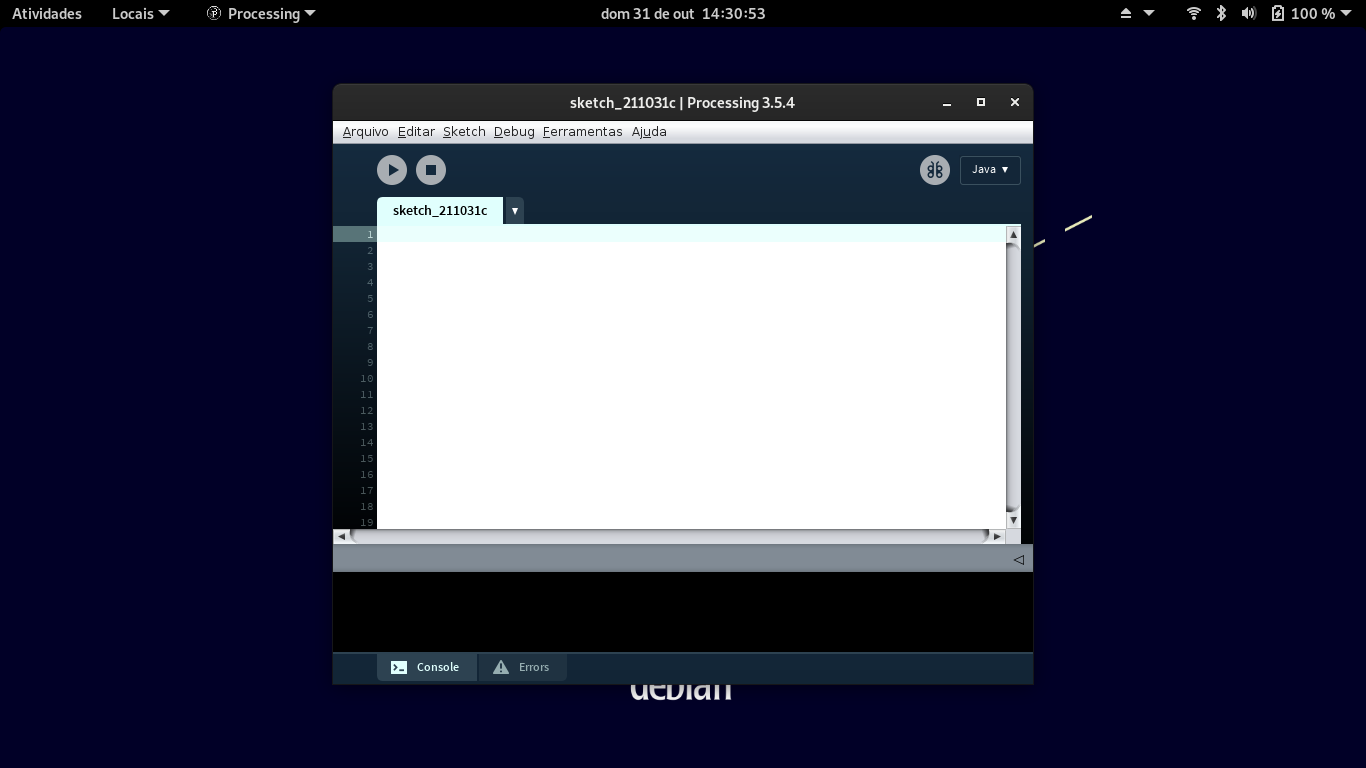 Atividades Locais Processing dom 31 de out 14:30:53 100 %
sketch_211031c | Processing 3.5.4
Arquivo Editar Sketch Debug Ferramentas Ajuda
Java
sketch_211031c
1
2
3
4
5
6
7
8
9
10
11
12
13
14
15
16
17
18
19
Console Errors
debian